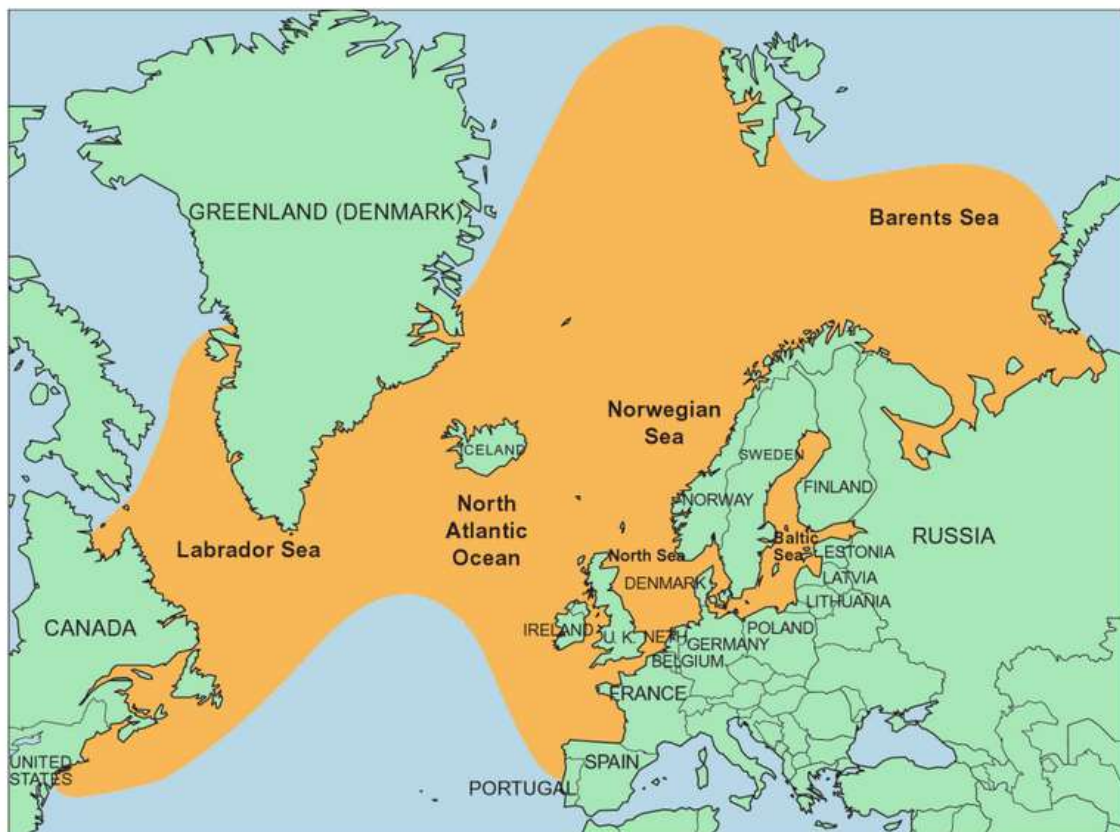 GREENLAND (DENMARK)
Barents Sea
Norwegian
Sea
ICELAND
SWEDEN
NORWAY
FINLAND
North
Atlantic
Ocean
Labrador Sea
RUSSIA
North Sea
Baltic
Sea
ESTONIA
DENMARK
LATVIA
LITHUANIA
CANADA
IRELAND
U. K.
NETH
POLAND
GERMANY
BELGIUM
FRANCE
UNITED
STATES
SPAIN
PORTUGAL